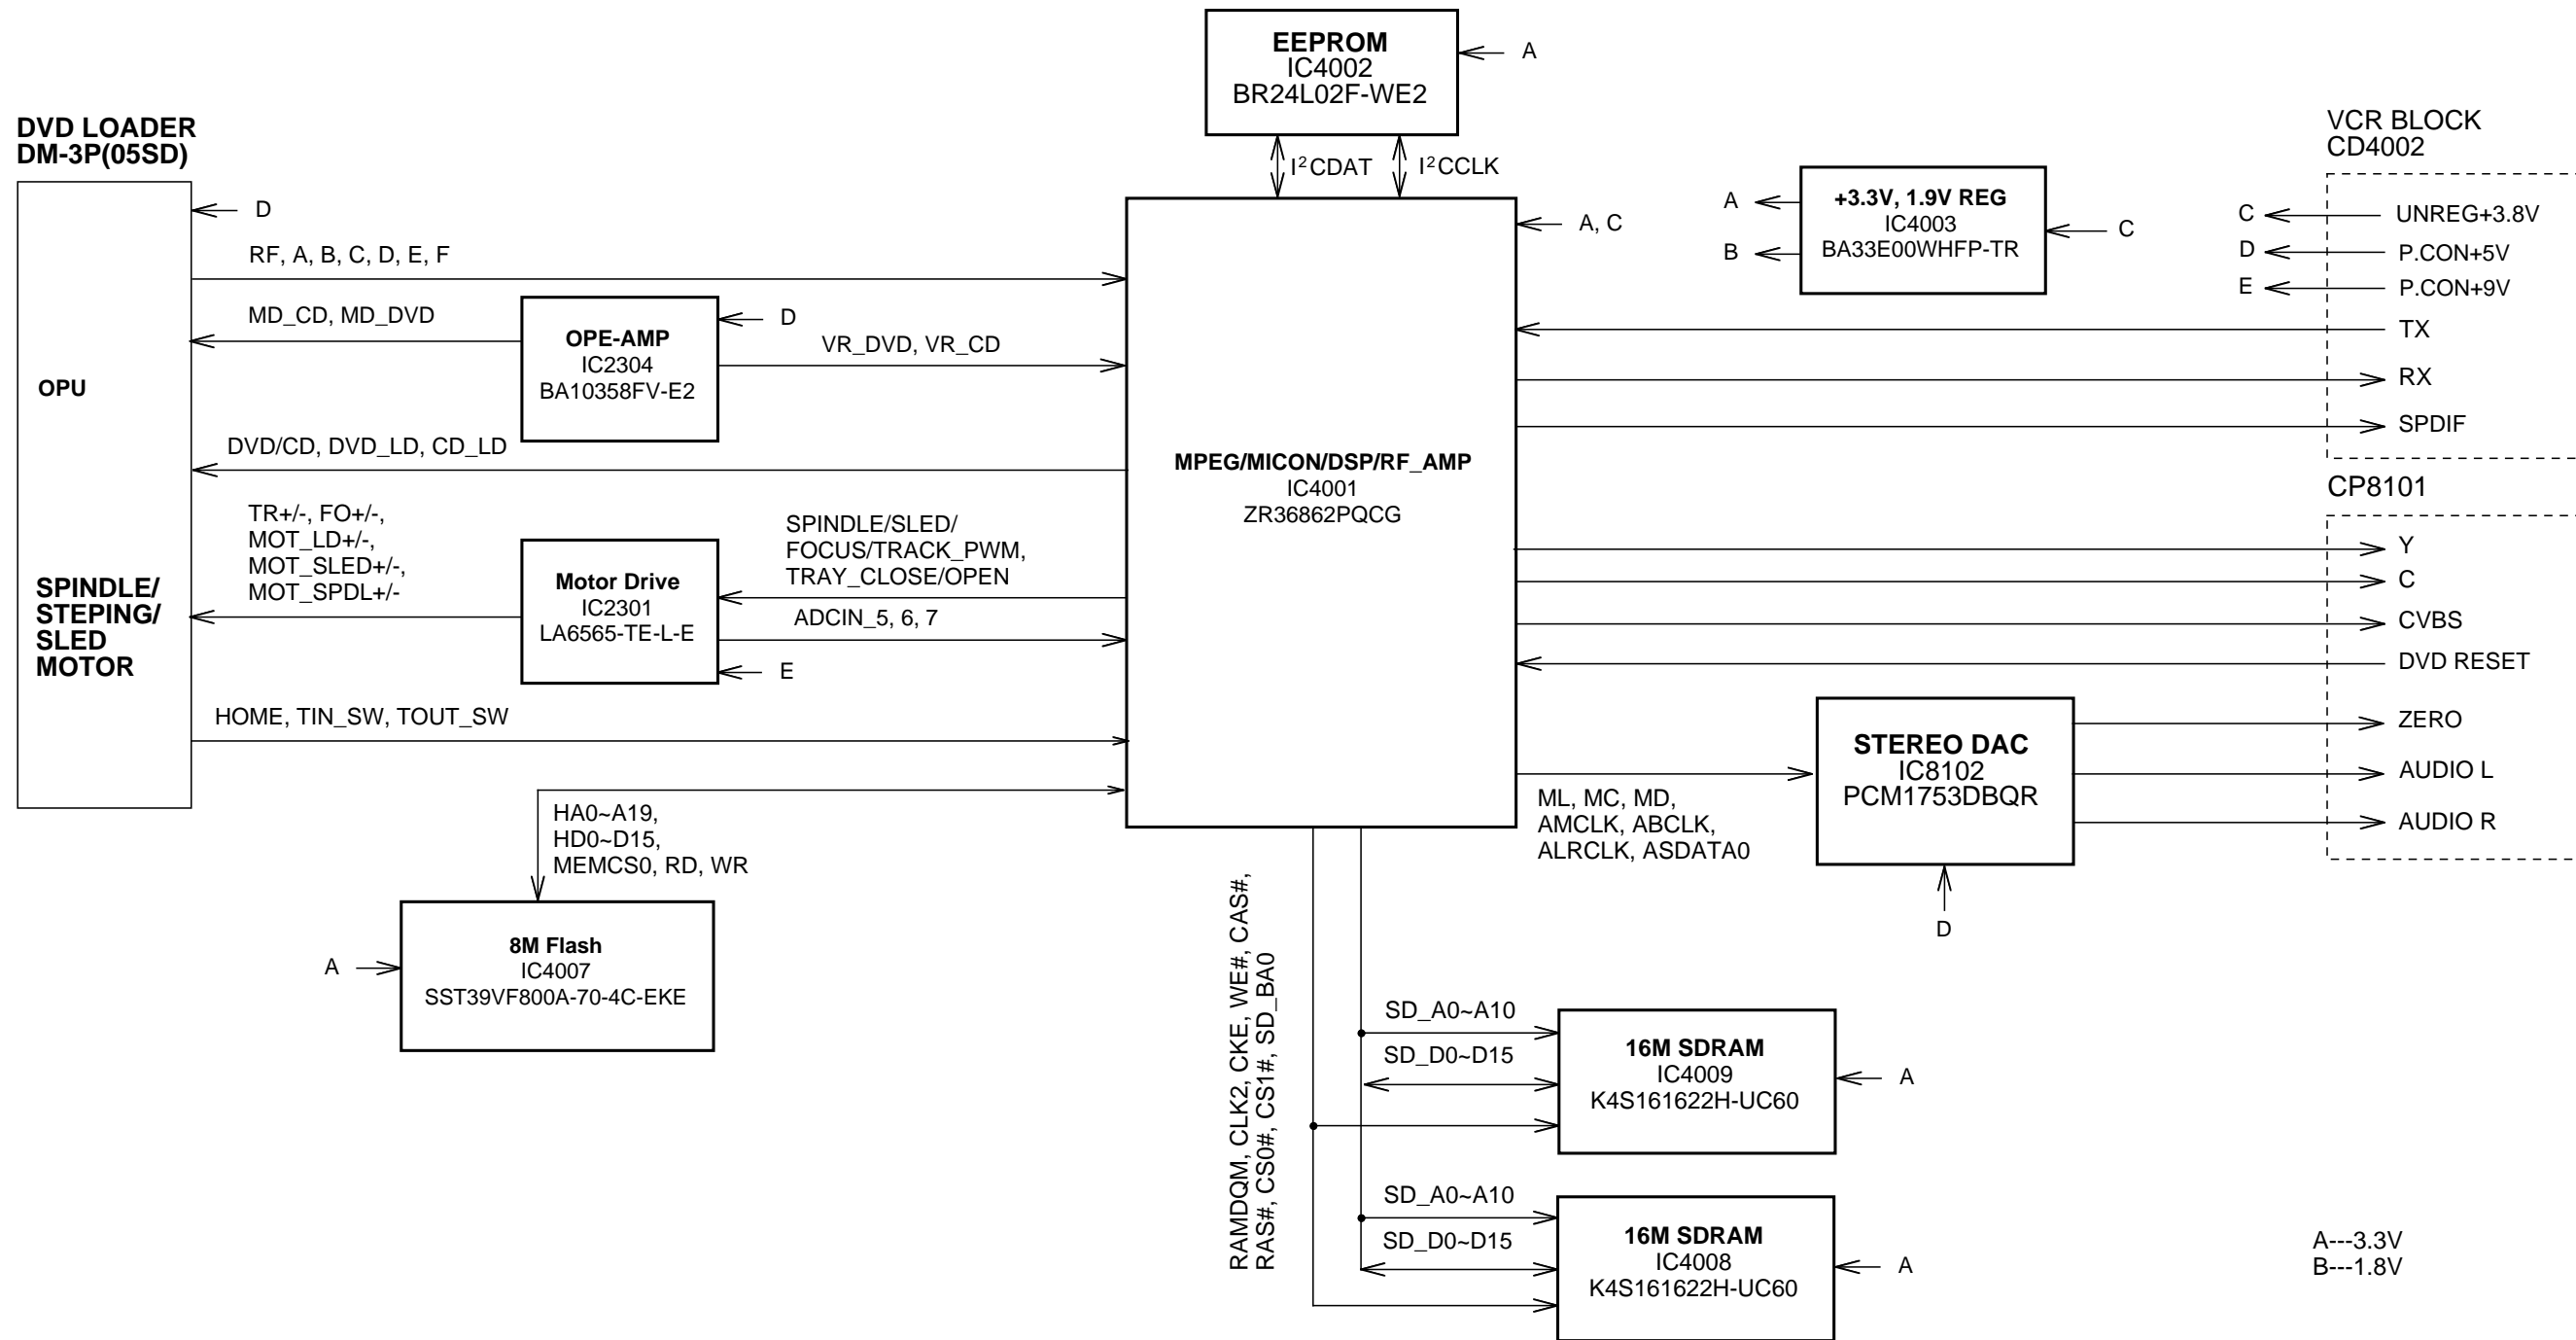 EEPROM
IC4002
BR24L02F-WE2
A
I²CDAT
I²CCLK
DVD LOADER
DM-3P(05SD)
D
RF, A, B, C, D, E, F
MD_CD, MD_DVD
OPU
OPE-AMP
IC2304
BA10358FV-E2
D
VR_DVD, VR_CD
DVD/CD, DVD_LD, CD_LD
TR+/-, FO+/-,
MOT_LD+/-,
MOT_SLED+/-,
MOT_SPDL+/-
SPINDLE/
STEPING/
SLED
MOTOR
Motor Drive
IC2301
LA6565-TE-L-E
SPINDLE/SLED/
FOCUS/TRACK_PWM,
TRAY_CLOSE/OPEN
ADCIN_5, 6, 7
E
HOME, TIN_SW, TOUT_SW
HA0~A19,
HD0~D15,
MEMCS0, RD, WR
A
8M Flash
IC4007
SST39VF800A-70-4C-EKE
MPEG/MICON/DSP/RF_AMP
IC4001
ZR36862PQCG
A, C
A
B
+3.3V, 1.9V REG
IC4003
BA33E00WHFP-TR
C
VCR BLOCK
CD4002
C
UNREG+3.8V
D
P.CON+5V
E
P.CON+9V
TX
RX
SPDIF
CP8101
Y
C
CVBS
DVD RESET
ZERO
AUDIO L
AUDIO R
STEREO DAC
IC8102
PCM1753DBQR
D
ML, MC, MD,
AMCLK, ABCLK,
ALRCLK, ASDATA0
RAMDQM, CLK2, CKE, WE#, CAS#,
RAS#, CS0#, CS1#, SD_BA0
SD_A0~A10
SD_D0~D15
16M SDRAM
IC4009
K4S161622H-UC60
A
SD_A0~A10
SD_D0~D15
16M SDRAM
IC4008
K4S161622H-UC60
A
A---3.3V
B---1.8V